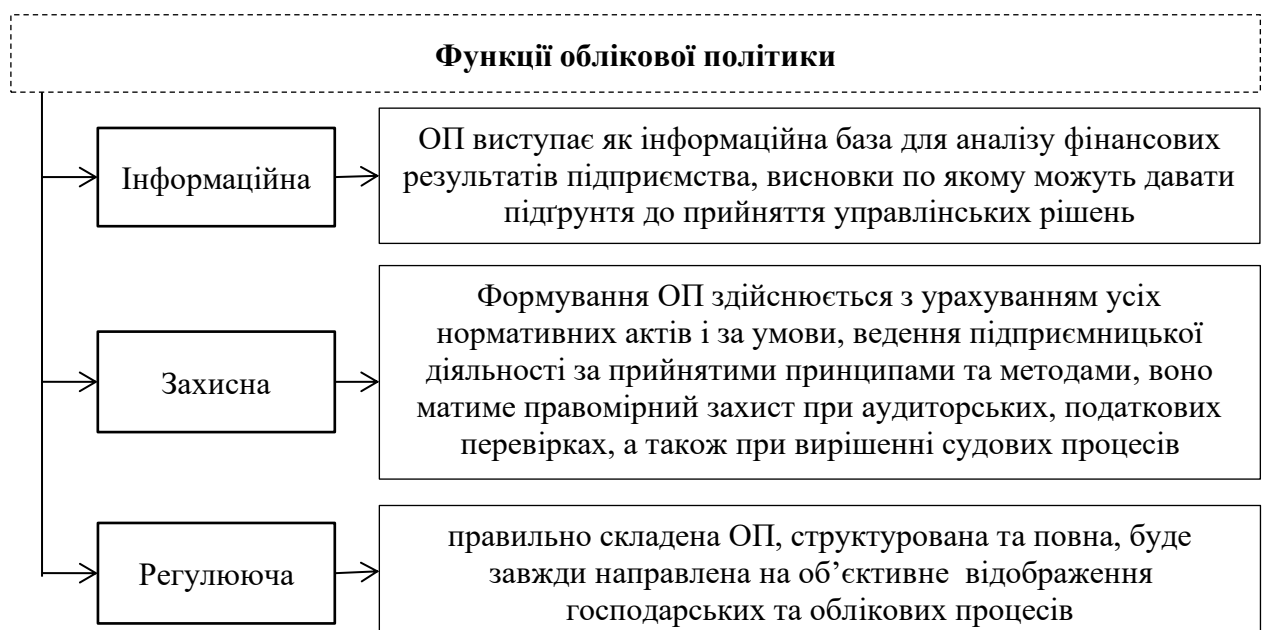 Функції облікової політики
Інформаційна
ОП виступає як інформаційна база для аналізу фінансових
результатів підприємства, висновки по якому можуть давати
підґрунтя до прийняття управлінських рішень
Захисна
Формування ОП здійснюється з урахуванням усіх
нормативних актів і за умови, ведення підприємницької
діяльності за прийнятими принципами та методами, воно
матиме правомірний захист при аудиторських, податкових
перевірках, а також при вирішенні судових процесів
Регулююча
правильно складена ОП, структурована та повна, буде
завжди направлена на об’єктивне відображення
господарських та облікових процесів